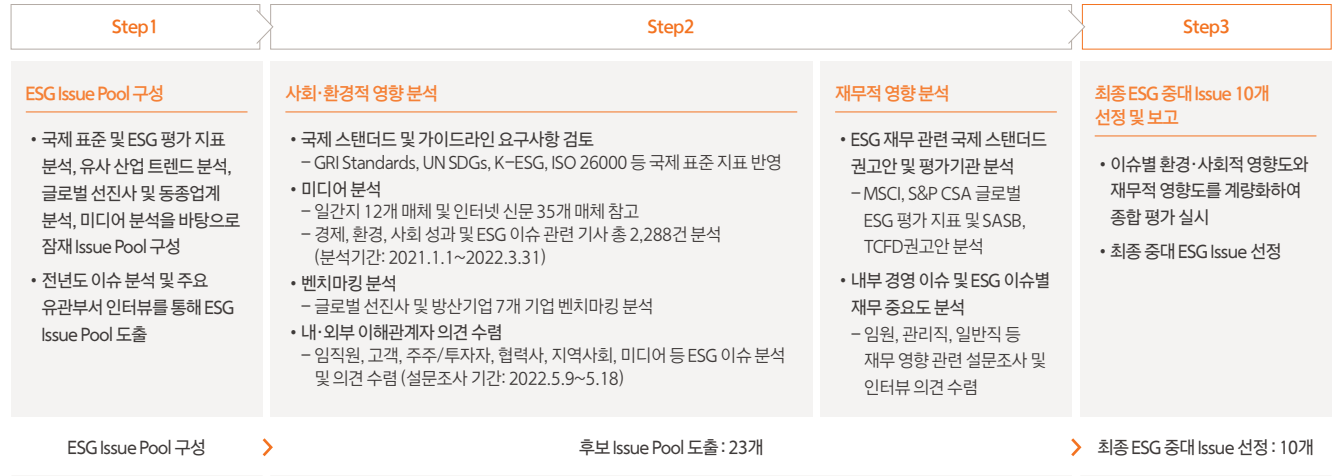 Step1
Step2
Step3
ESG Issue Pool 구성
• 국제 표준 및 ESG 평가 지표
분석, 유사 산업 트렌드 분석,
글로벌 선진사 및 동종업계
분석, 미디어 분석을 바탕으로
잠재 Issue Pool 구성
• 전년도 이슈 분석 및 주요
유관부서 인터뷰를 통해 ESG
Issue Pool 도출
사회·환경적 영향 분석
• 국제 스탠더드 및 가이드라인 요구사항 검토
– GRI Standards, UN SDGs, K-ESG, ISO 26000 등 국제 표준 지표 반영
• 미디어 분석
– 일간지 12개 매체 및 인터넷 신문 35개 매체 참고
– 경제, 환경, 사회 성과 및 ESG 이슈 관련 기사 총 2,288건 분석
(분석기간: 2021.1.1~2022.3.31)
• 벤치마킹 분석
– 글로벌 선진사 및 방산기업 7개 기업 벤치마킹 분석
• 내·외부 이해관계자 의견 수렴
– 임직원, 고객, 주주/투자자, 협력사, 지역사회, 미디어 등 ESG 이슈 분석
및 의견 수렴 (설문조사 기간: 2022.5.9~5.18)
재무적 영향 분석
• ESG 재무 관련 국제 스탠더드
권고안 및 평가기관 분석
– MSCI, S&P CSA 글로벌
ESG 평가 지표 및 SASB,
TCFD권고안 분석
• 내부 경영 이슈 및 ESG 이슈별
재무 중요도 분석
– 임원, 관리직, 일반직 등
재무 영향 관련 설문조사 및
인터뷰 의견 수렴
최종 ESG 중대 Issue 10개
선정 및 보고
• 이슈별 환경·사회적 영향도와
재무적 영향도를 계량화하여
종합 평가 실시
• 최종 중대 ESG Issue 선정
ESG Issue Pool 구성
후보 Issue Pool 도출 : 23개
최종 ESG 중대 Issue 선정 : 10개